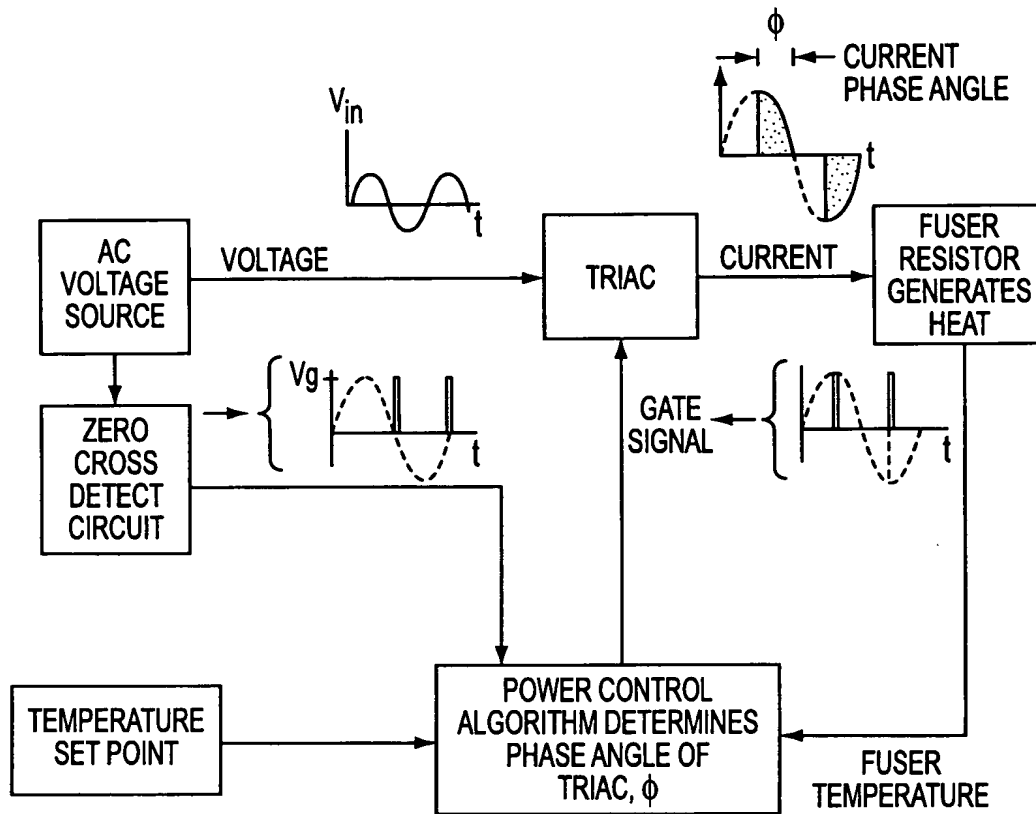 ϕ
CURRENT
PHASE ANGLE
Vin
t
t
AC
VOLTAGE
SOURCE
VOLTAGE
TRIAC
CURRENT
FUSER
RESISTOR
GENERATES
HEAT
ZERO
CROSS
DETECT
CIRCUIT
Vg
t
GATE
SIGNAL
t
TEMPERATURE
SET POINT
POWER CONTROL
ALGORITHM DETERMINES
PHASE ANGLE OF
TRIAC, ϕ
FUSER
TEMPERATURE